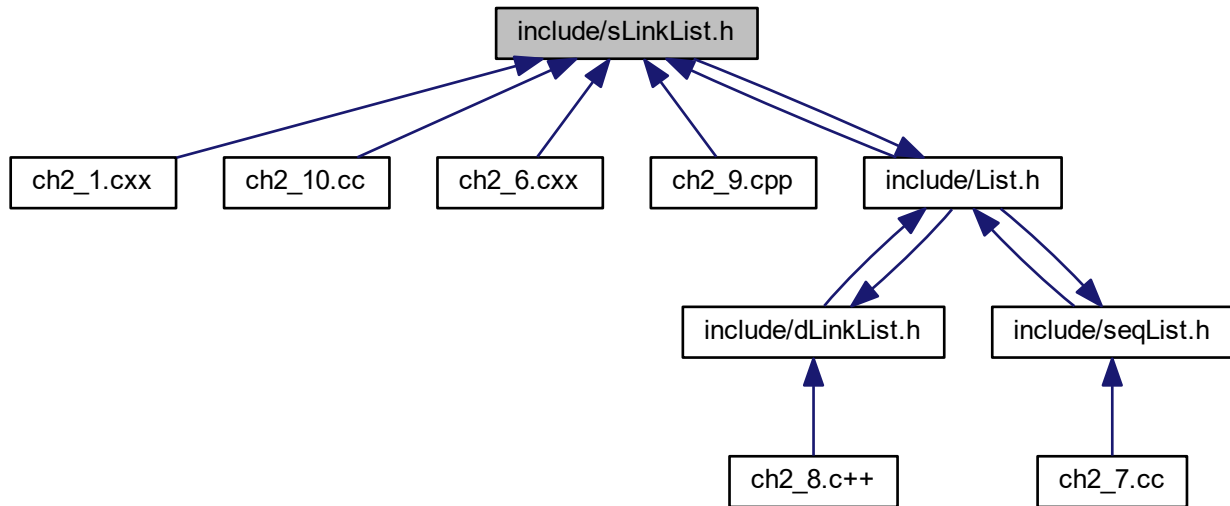 include/sLinkList.h
ch2_1.cxx
ch2_10.cc
ch2_6.cxx
ch2_9.cpp
include/List.h
include/dLinkList.h
include/seqList.h
ch2_8.c++
ch2_7.cc